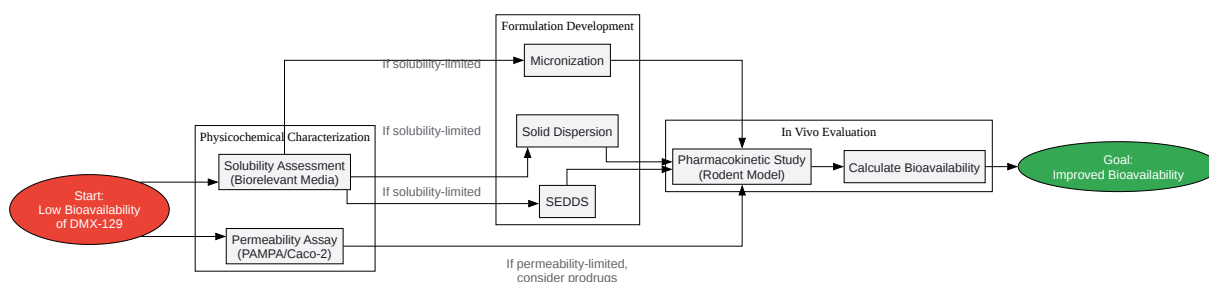 Start:
Low Bioavailability
of DMX-129
Physicochemical Characterization
Solubility Assessment
(Biorelevant Media)
Permeability Assay
(PAMPA/Caco-2)
If solubility-limited
If solubility-limited
If solubility-limited
If permeability-limited,
consider prodrugs
Formulation Development
Micronization
Solid Dispersion
SEDDS
In Vivo Evaluation
Pharmacokinetic Study
(Rodent Model)
Calculate Bioavailability
Goal:
Improved Bioavailability